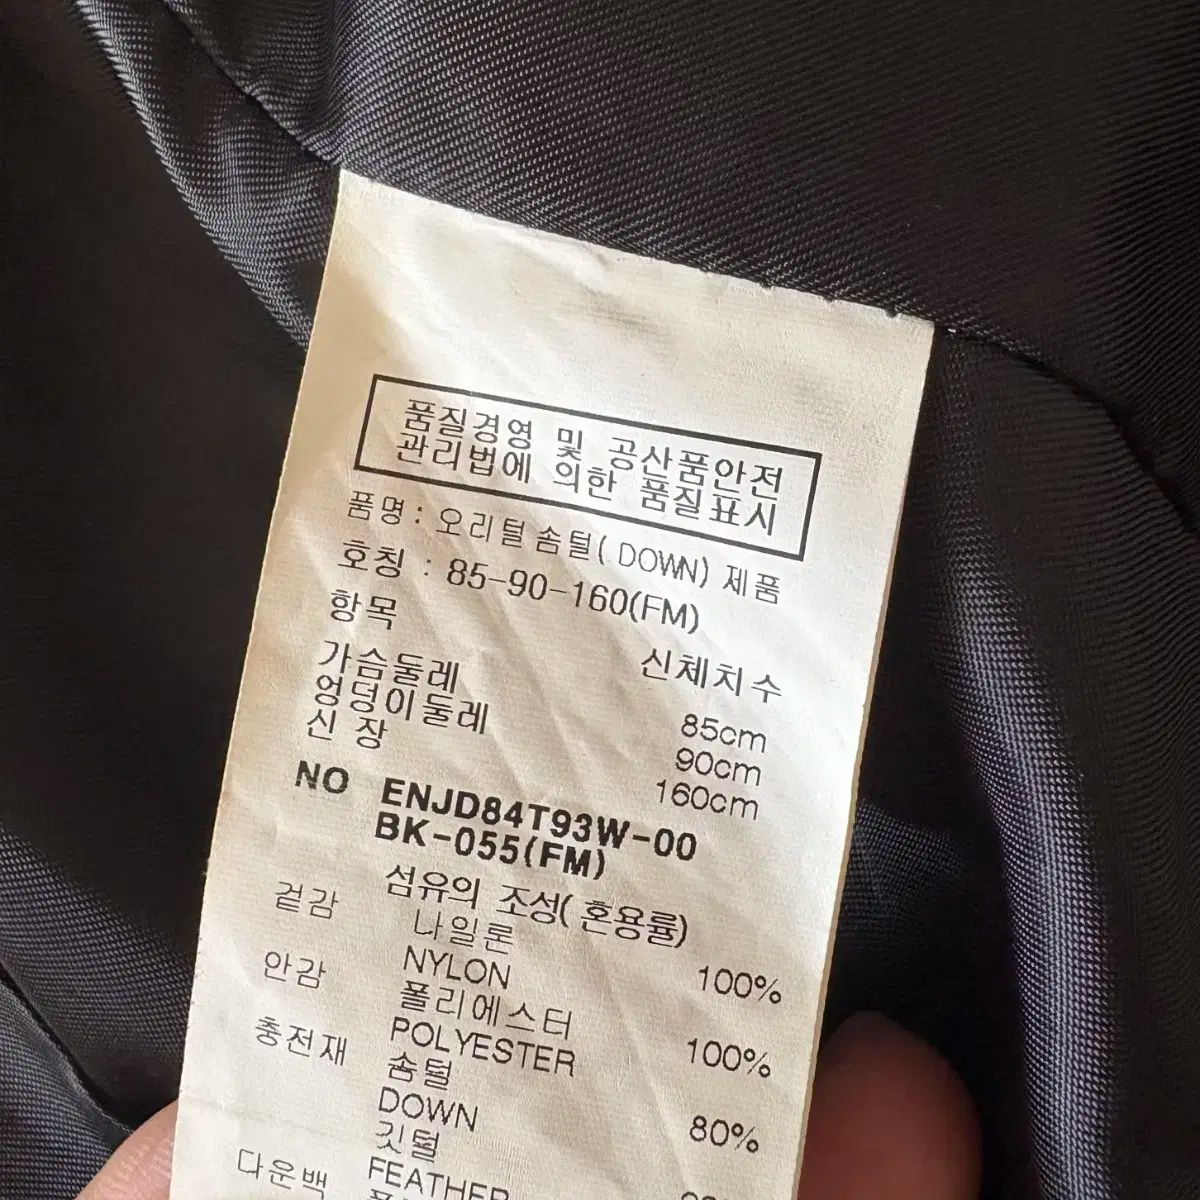 품질경영 및 공산품안전
관리법에 의한 품질표시
품명 : 오리털솜털( DOWN) 제품
호칭 : 85-90-160(FM)
항목 신체치수
가슴둘레 85cm
엉덩이둘레 90cm
신 장 160cm
NO ENJD84T93W-00
BK-055(FM)
섬유의 조성( 혼용률)
겉감 나일론
NYLON 100%
안감 폴리에스터
POLYESTER 100%
충전재 솜털
DOWN 80%
깃털
다운백 FEATHER